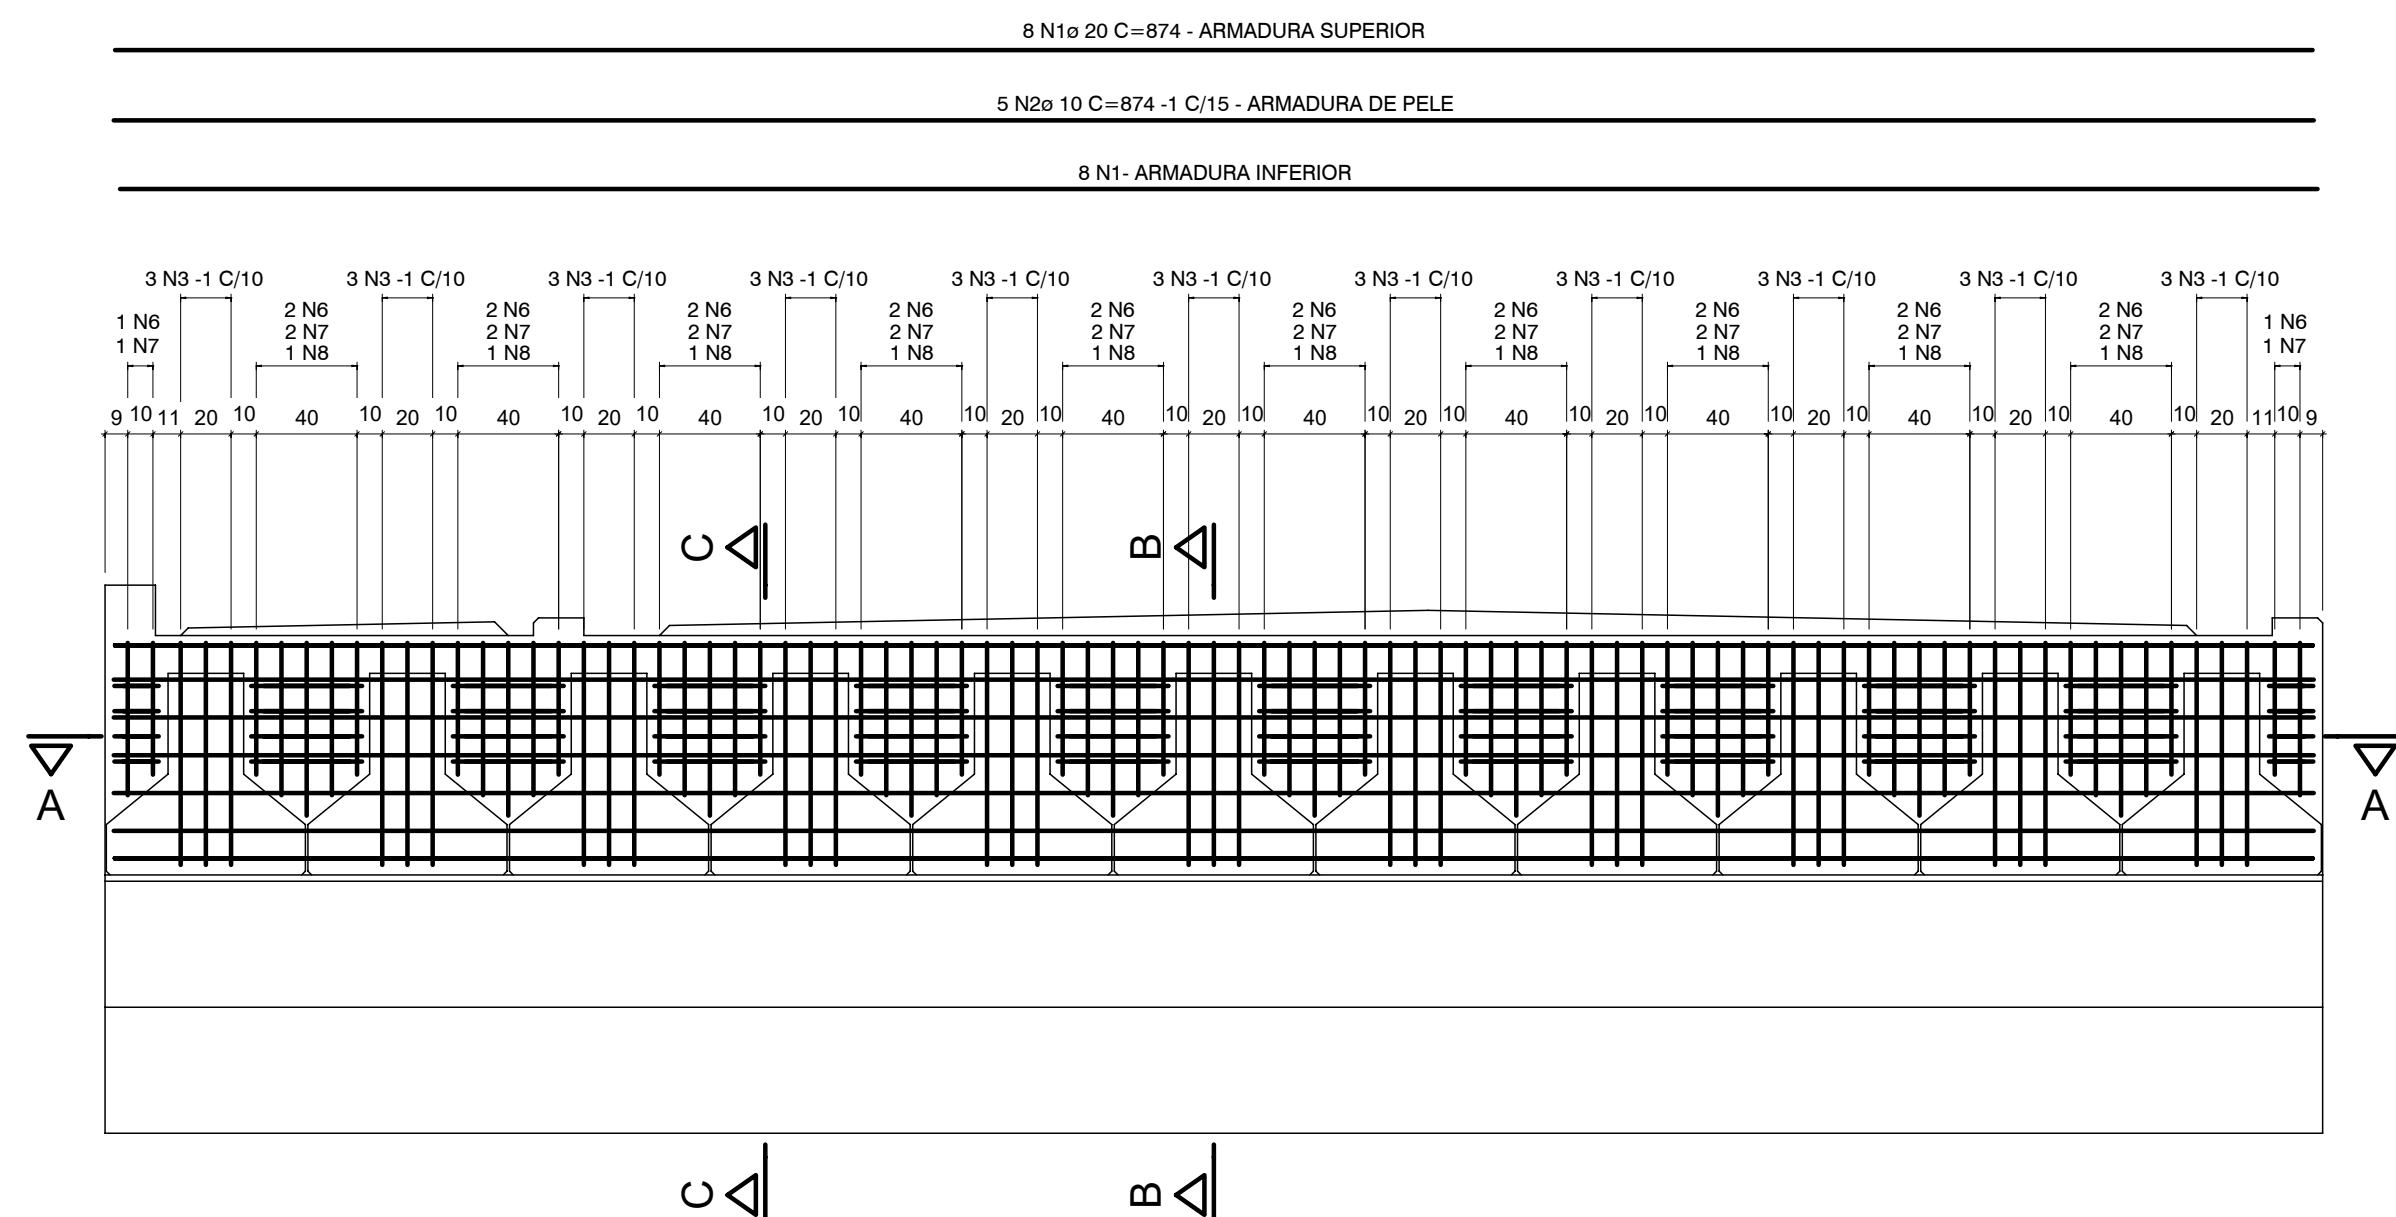 8 N1ø 20 C=874 - ARMADURA SUPERIOR
5 N2ø 10 C=874 -1 C/15 - ARMADURA DE PELE
8 N1- ARMADURA INFERIOR
3 N3 -1 C/10 3 N3 -1 C/10 3 N3 -1 C/10 3 N3 -1 C/10 3 N3 -1 C/10 3 N3 -1 C/10 3 N3 -1 C/10 3 N3 -1 C/10 3 N3 -1 C/10 3 N3 -1 C/10 3 N3 -1 C/10
2 N6 2 N6 2 N6 2 N6 2 N6 2 N6 2 N6 2 N6 2 N6 2 N6
1 N6 1 N6
2 N7 2 N7 2 N7 2 N7 2 N7 2 N7 2 N7 2 N7 2 N7 2 N7
1 N7 1 N7
1 N8 1 N8 1 N8 1 N8 1 N8 1 N8 1 N8 1 N8 1 N8 1 N8
9 10 11 20 10 40 10 20 10 40 10 20 10 40 10 20 10 40 10 20 10 40 10 20 10 40 10 20 10 40 10 20 10 40 10 20 10 40 10 20 10 40 10 20 11 10 9
C B
A A
C B